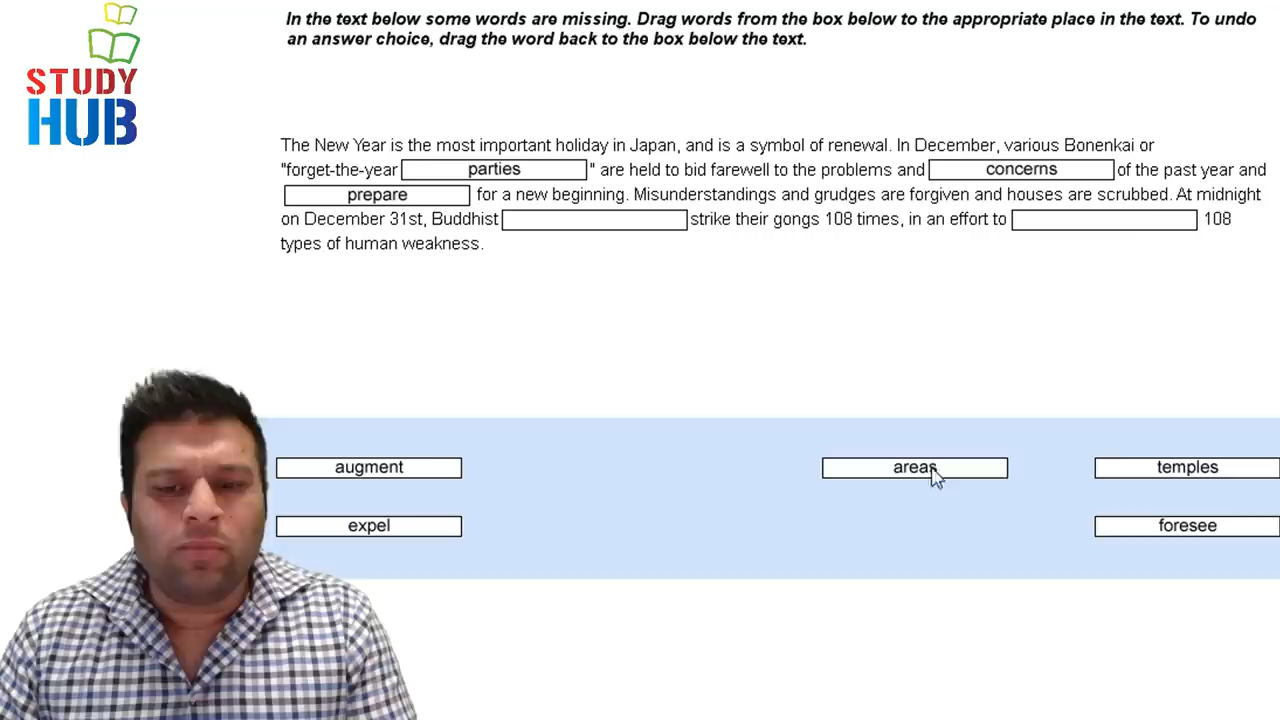 In the text below some words are missing. Drag words from the box below to the appropriate place in the text. To undo
an answer choice, drag the word back to the box below the text.
STUDY
HUB
The New Year is the most important holiday in Japan, and is a symbol of renewal. In December, various Bonenkai or
"forget-the-year parties " are held to bid farewell to the problems and concerns of the past year and
prepare for a new beginning. Misunderstandings and grudges are forgiven and houses are scrubbed. At midnight
on December 31st, Buddhist strike their gongs 108 times, in an effort to 108
types of human weakness.
augment areas temples
expel foresee